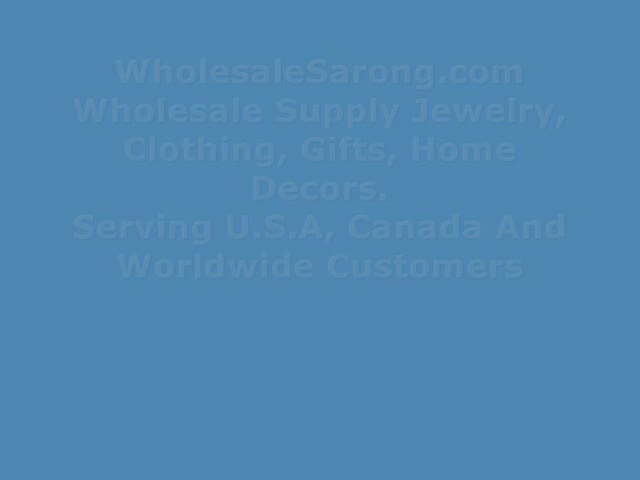 WholesaleSarong.com
Wholesale Supply Jewelry,
Clothing, Gifts, Home
Decors.
Serving U.S.A, Canada And
Worldwide Customers